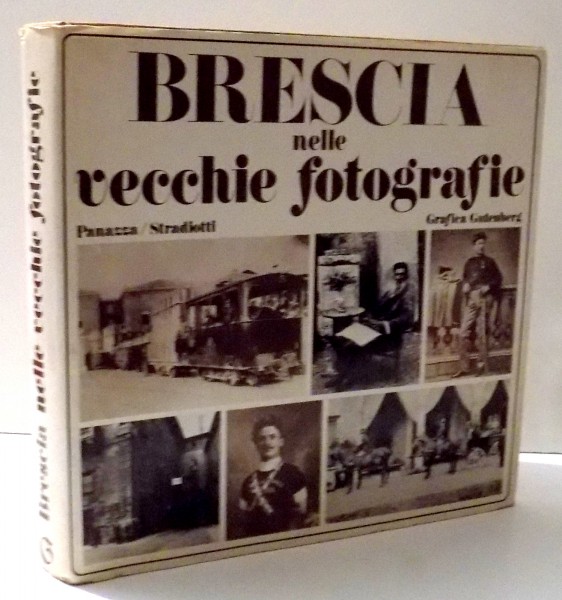 BRESCIA
nelle
vecchie fotografie
Panazza / Stradiotti
Grafica Gutenberg
Brescia nelle vecchie fotografie